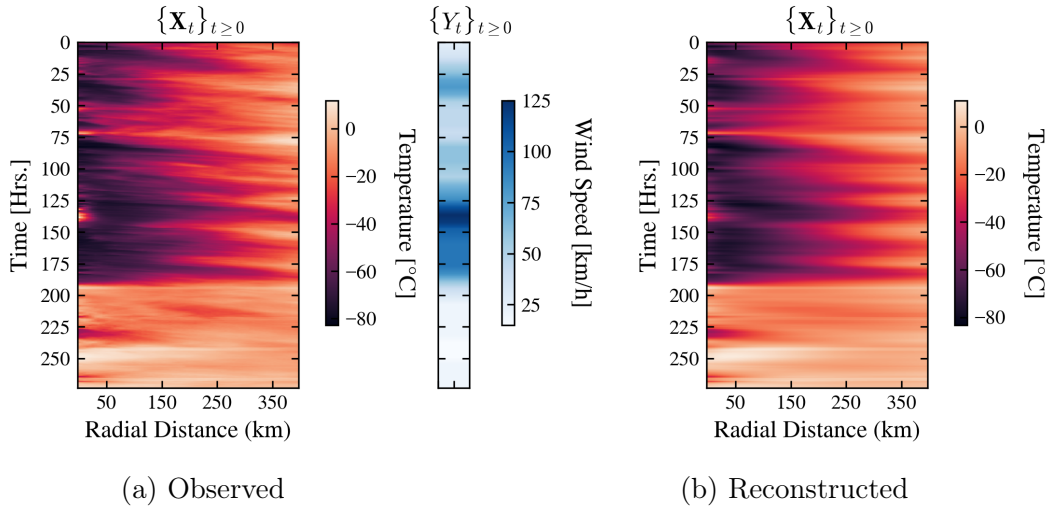 {𝐗ₜ}ₜ≥₀
{Yₜ}ₜ≥₀
{𝐗ₜ}ₜ≥₀
0
25
50
75
100
125
150
175
200
225
250
Time [Hrs.]
50 150 250 350
Radial Distance (km)
0
−20
−40
−60
−80
Temperature [°C]
125
100
75
50
25
Wind Speed [km/h]
0
25
50
75
100
125
150
175
200
225
250
Time [Hrs.]
50 150 250 350
Radial Distance (km)
0
−20
−40
−60
−80
Temperature [°C]
(a) Observed
(b) Reconstructed